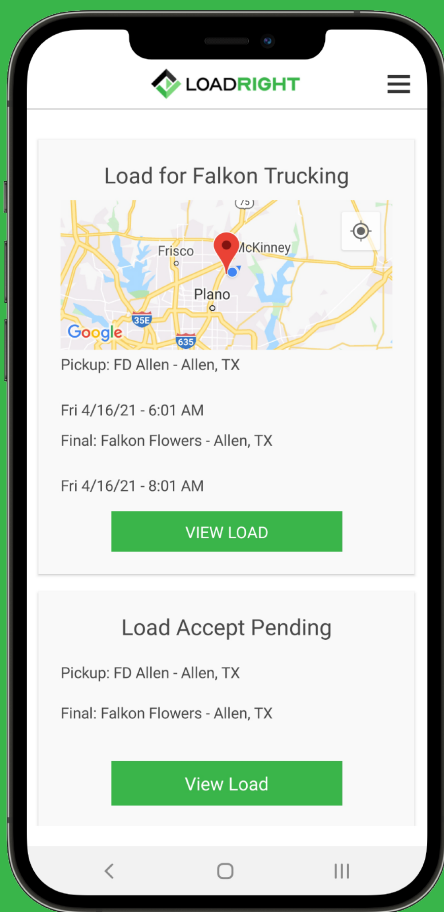 LOADRIGHT
Load for Falkon Trucking
75
Frisco
McKinney
Plano
35E
635
Google
Pickup: FD Allen - Allen, TX
Fri 4/16/21 - 6:01 AM
Final: Falkon Flowers - Allen, TX
Fri 4/16/21 - 8:01 AM
VIEW LOAD
Load Accept Pending
Pickup: FD Allen - Allen, TX
Final: Falkon Flowers - Allen, TX
View Load